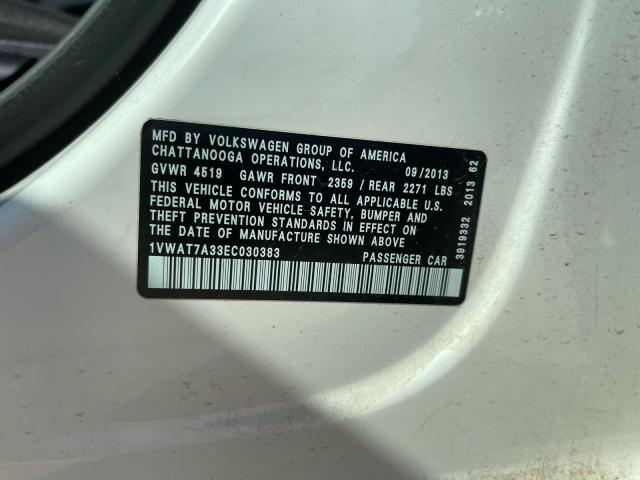 MFD BY VOLKSWAGEN GROUP OF AMERICA
CHATTANOOGA OPERATIONS, LLC. 09/2013
GVWR 4519 GAWR FRONT 2359 / REAR 2271 LBS
THIS VEHICLE CONFORMS TO ALL APPLICABLE U.S.
FEDERAL MOTOR VEHICLE SAFETY, BUMPER AND
THEFT PREVENTION STANDARDS IN EFFECT ON
THE DATE OF MANUFACTURE SHOWN ABOVE
1VWAT7A33EC030383 PASSENGER CAR
3919332 2013 62